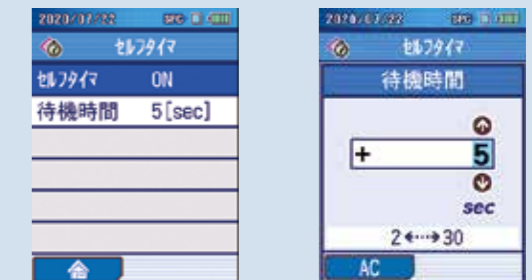 2020/07/22 SPC
セルフタイマ
セルフタイマ ON
待機時間 5[sec]
2020/07/22 SPC
セルフタイマ
待機時間
+ 5
sec
2 ←···→ 30
AC